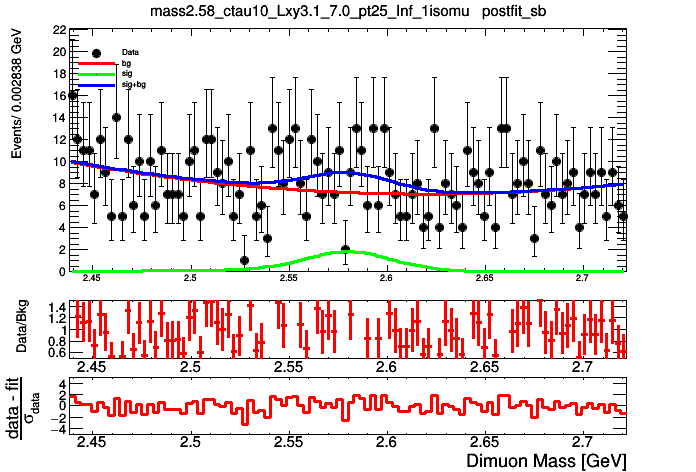 mass2.58_ctau10_Lxy3.1_7.0_pt25_Inf_1isomu postfit_sb
Events/ 0.002838 GeV
22
20
18
16
14
12
10
8
6
4
2
0
Data
bg
sig
sig+bg
2.45 2.5 2.55 2.6 2.65 2.7
Data/Bkg
1.4
1.2
1
0.8
0.6
2.45 2.5 2.55 2.6 2.65 2.7
data - fit
σdata
4
2
0
−2
−4
2.45 2.5 2.55 2.6 2.65 2.7
Dimuon Mass [GeV]